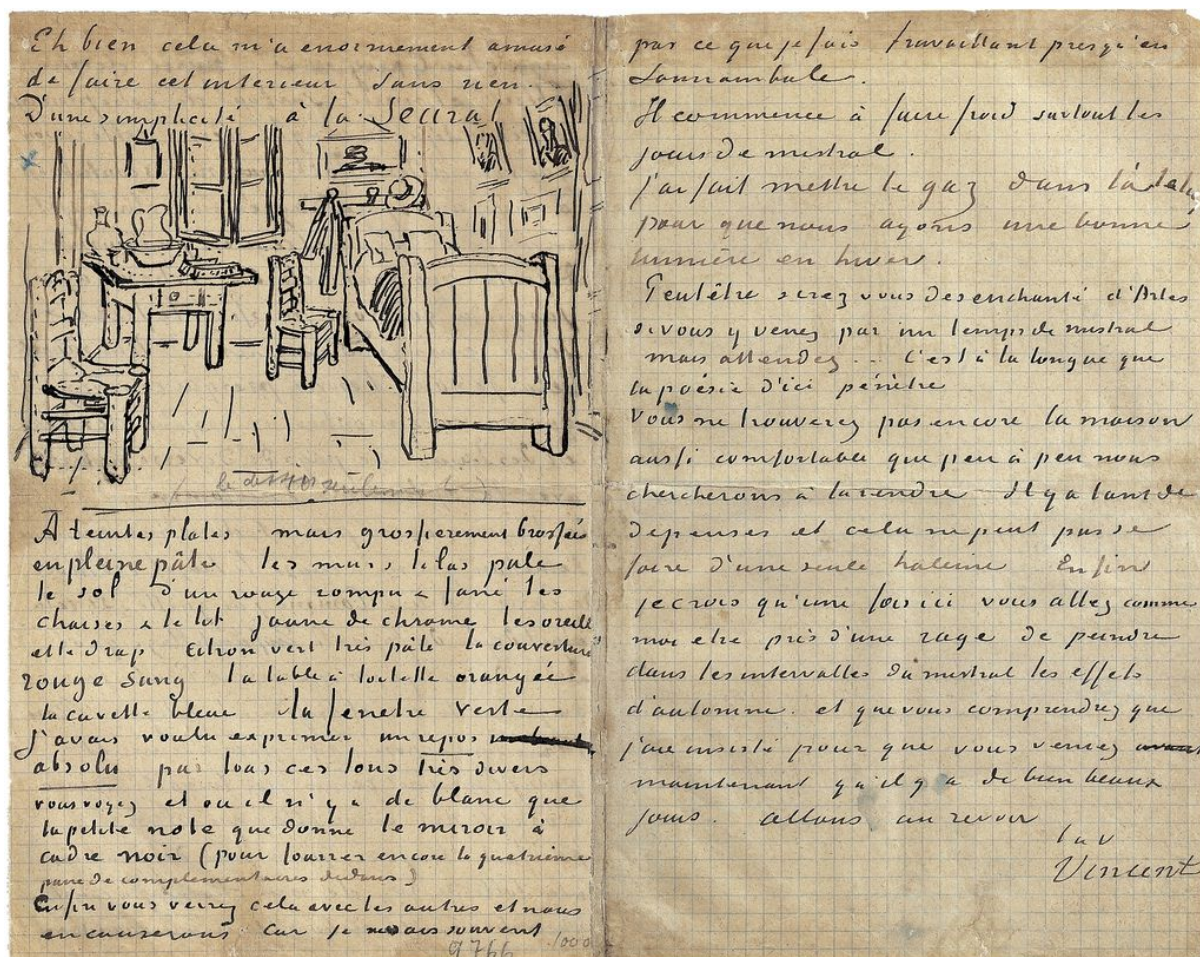 Eh bien cela m'a enormement amusé
de faire cet interieur sans rien.
D'une simplicité à la Seurat
le dessin seulement
A teintes plates mais grossierement brossées
en pleine pâte les murs lilas pale
le sol d'un rouge rompu & fané les
chaises & le lit jaune de chrome les oreill
et le drap citron vert très pâle la couverture
rouge sang la table à toilette orangée
la cuvette bleue la fenetre verte
J'avais voulu exprimer un repos
absolu par tous ces tons très divers
vous voyez et ou il n'y a de blanc que
la petite note que donne le miroir à
cadre noir (pour fourrer encore la quatrième
paire de complementaires dedans)
Enfin vous verrez cela avec les autres et nous
en causerons car je ne sais souvent
9766 1000
par ce que je fais travaillant presqu'en
somnambule.
Il commence à faire froid surtout les
jours de mistral.
J'ai fait mettre le gaz dans l'atel
pour que nous ayons une bonne
lumière en hiver.
Peutêtre serez vous desenchanté d'Arles
si vous y venez par un temps de mistral
mais attendez .. C'est à la longue que
la poësie d'ici pénètre
Vous ne trouverez pas encore la maison
aussi comfortable que peu à peu nous
chercherons à la rendre Il y a tant de
depenses et cela ne peut pas se
faire d'une seule haleine Enfin
je crois qu'une fois ici vous allez comme
moi etre pris d'une rage de peindre
dans les intervalles du mistral les effets
d'automne. et que vous comprendrez que
j'aie insisté pour que vous veniez
maintenant qu'il y a de bien beaux
jours. allons au revoir
t à v
Vincent